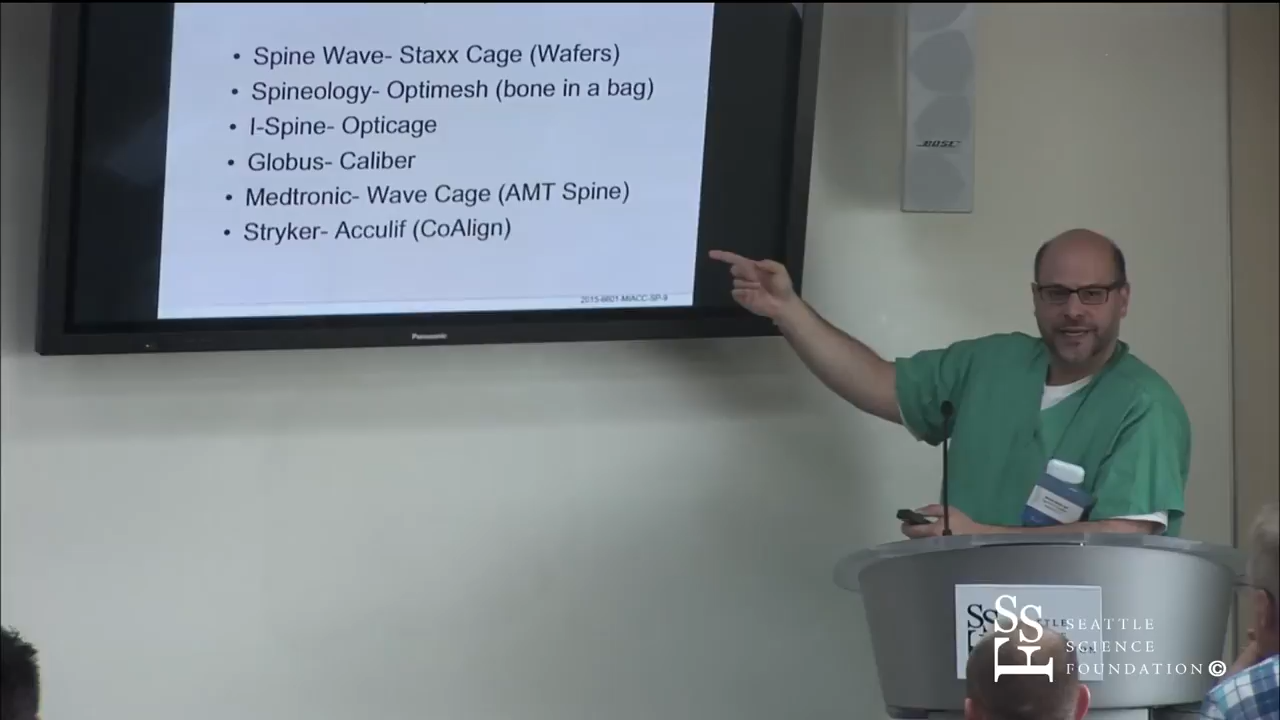 • Spine Wave- Staxx Cage (Wafers)
• Spineology- Optimesh (bone in a bag)
• I-Spine- Opticage
• Globus- Caliber
• Medtronic- Wave Cage (AMT Spine)
• Stryker- Acculif (CoAlign)
2015-6601-MIACC-SP-9
Panasonic
BOSE
SSF
SEATTLE
SCIENCE
FOUNDATION©